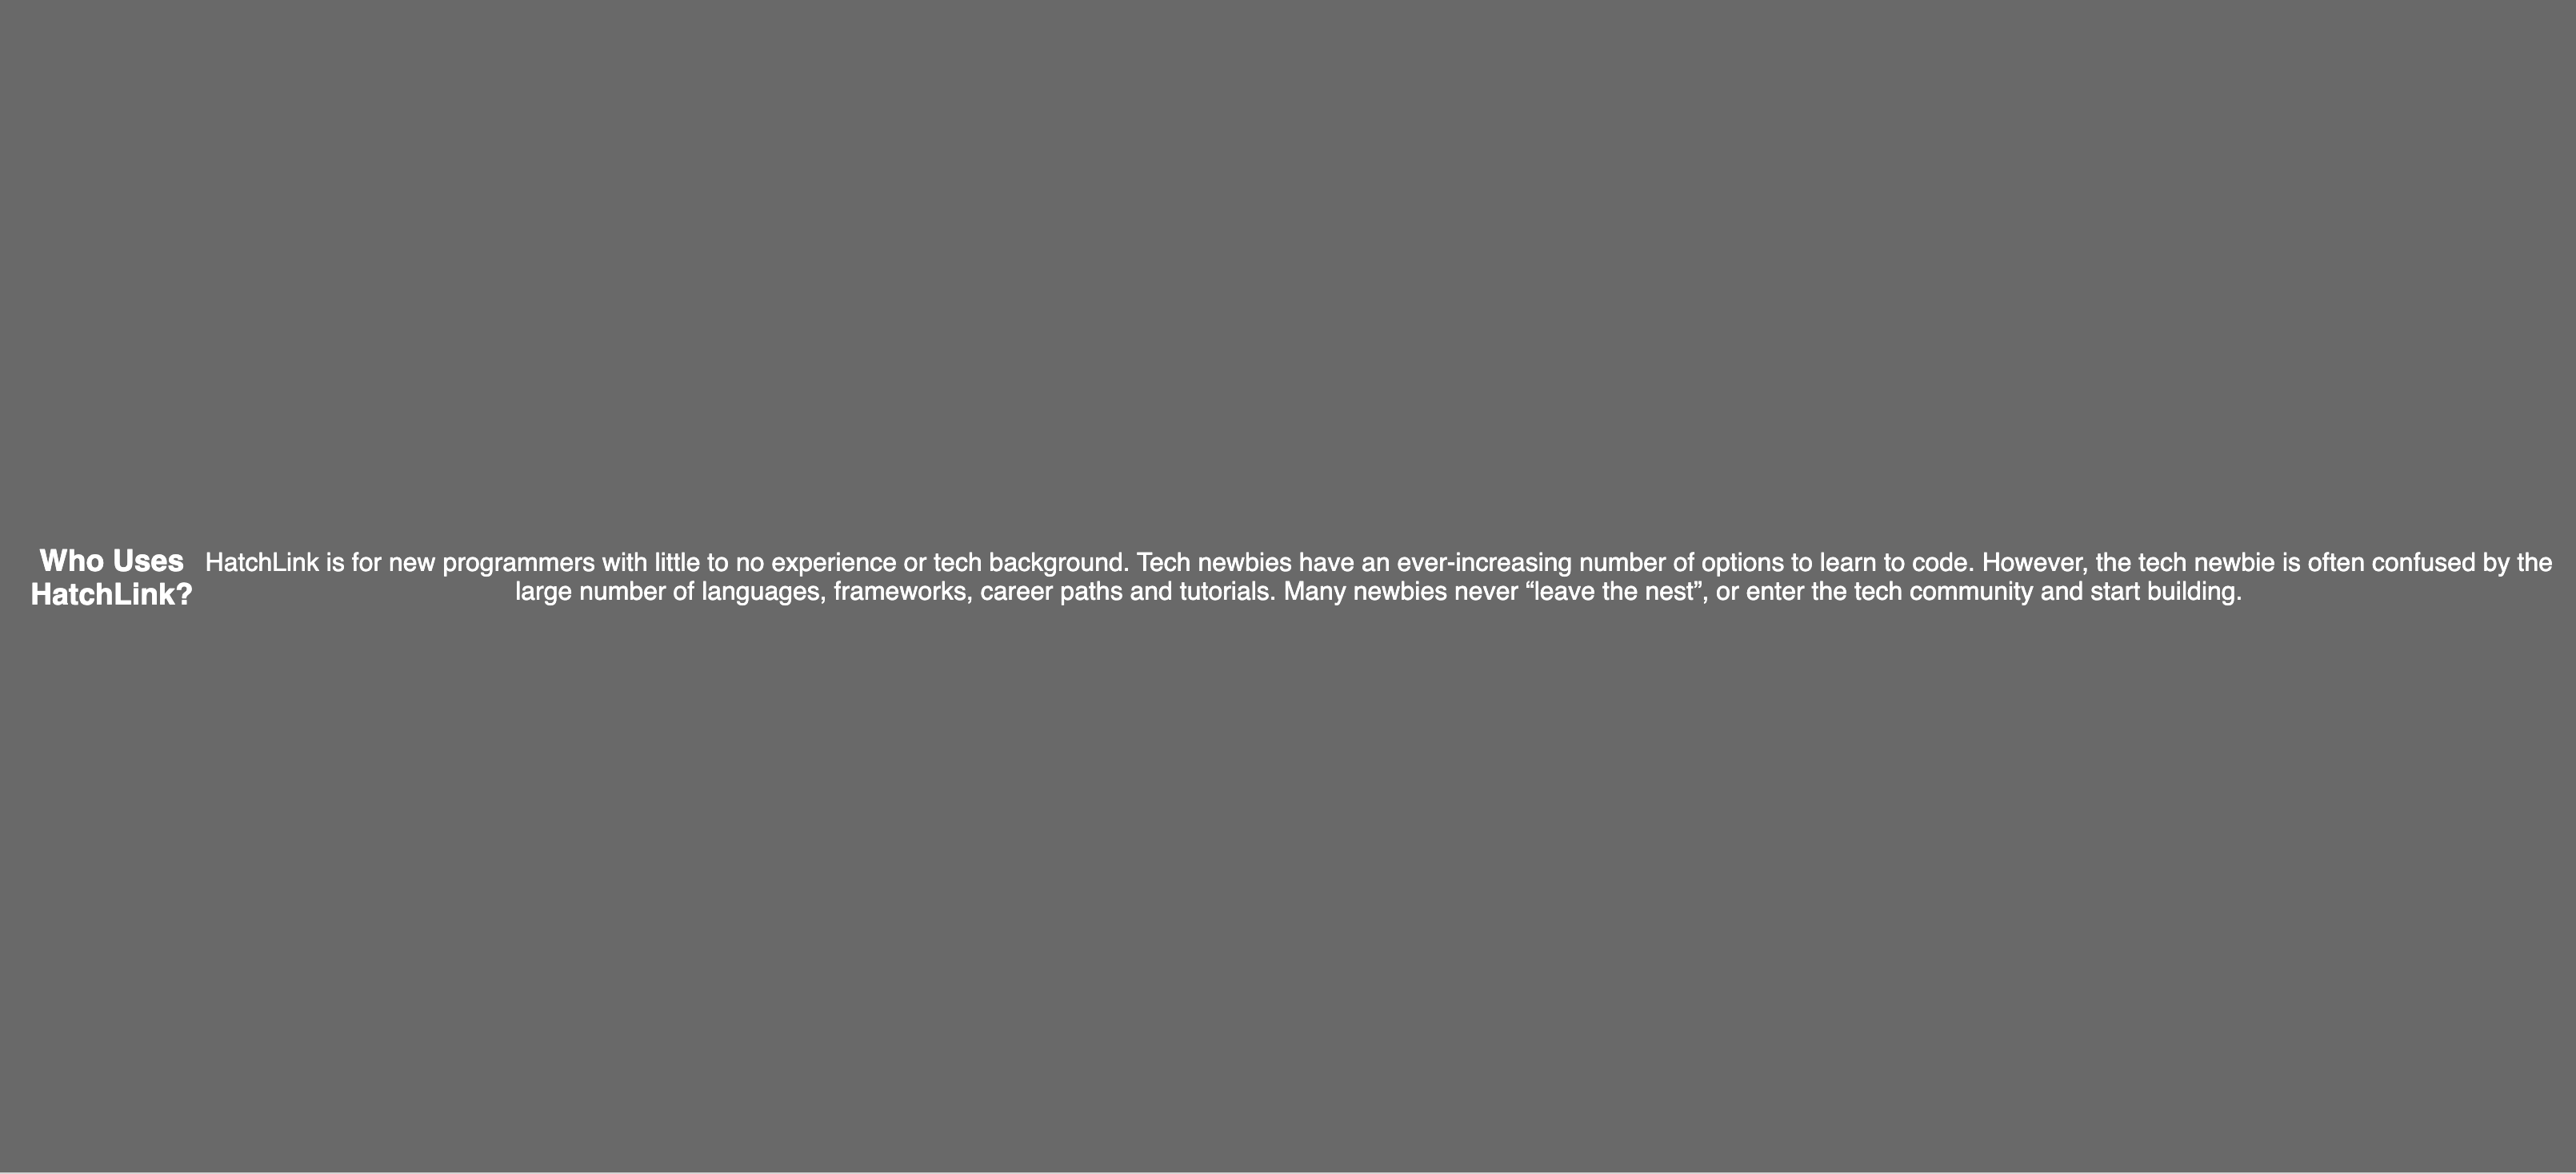 Who Uses
HatchLink?
HatchLink is for new programmers with little to no experience or tech background. Tech newbies have an ever-increasing number of options to learn to code. However, the tech newbie is often confused by the
large number of languages, frameworks, career paths and tutorials. Many newbies never “leave the nest”, or enter the tech community and start building.